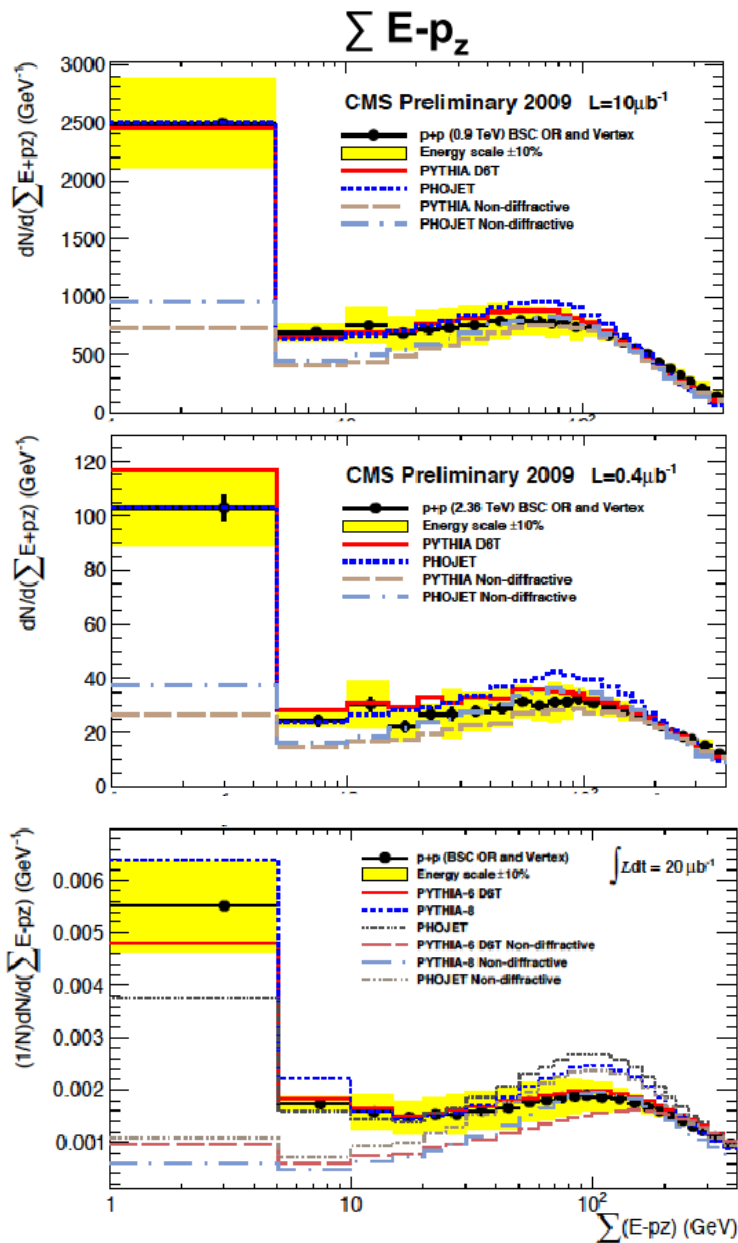 ∑ E-pz
dN/d(∑ E+pz) (GeV⁻¹)
3000
2500
2000
1500
1000
500
0
CMS Preliminary 2009 L=10μb⁻¹
p+p (0.9 TeV) BSC OR and Vertex
Energy scale ±10%
PYTHIA D6T
PHOJET
PYTHIA Non-diffractive
PHOJET Non-diffractive
dN/d(∑ E+pz) (GeV⁻¹)
120
100
80
60
40
20
0
CMS Preliminary 2009 L=0.4μb⁻¹
p+p (2.36 TeV) BSC OR and Vertex
Energy scale ±10%
PYTHIA D6T
PHOJET
PYTHIA Non-diffractive
PHOJET Non-diffractive
(1/N)dN/d(∑ E-pz) (GeV⁻¹)
0.006
0.005
0.004
0.003
0.002
0.001
p+p (BSC OR and Vertex)
Energy scale ±10%
PYTHIA-6 D6T
PYTHIA-8
PHOJET
PYTHIA-6 D6T Non-diffractive
PYTHIA-8 Non-diffractive
PHOJET Non-diffractive
∫ Ldt = 20 μb⁻¹
1 10 10² 
∑(E-pz) (GeV)